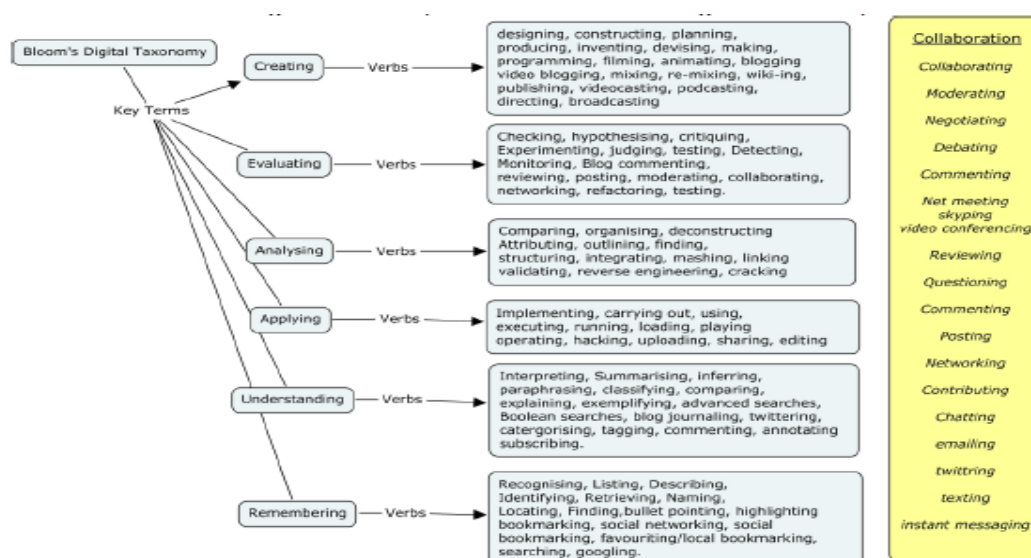 Bloom's Digital Taxonomy
Key Terms
Creating
Verbs
designing, constructing, planning,
producing, inventing, devising, making,
programming, filming, animating, blogging
video blogging, mixing, re-mixing, wiki-ing,
publishing, videocasting, podcasting,
directing, broadcasting
Evaluating
Verbs
Checking, hypothesising, critiquing,
Experimenting, judging, testing, Detecting,
Monitoring, Blog commenting,
reviewing, posting, moderating, collaborating,
networking, refactoring, testing.
Analysing
Verbs
Comparing, organising, deconstructing
Attributing, outlining, finding,
structuring, integrating, mashing, linking
validating, reverse engineering, cracking
Applying
Verbs
Implementing, carrying out, using,
executing, running, loading, playing
operating, hacking, uploading, sharing, editing
Understanding
Verbs
Interpreting, Summarising, inferring,
paraphrasing, classifying, comparing,
explaining, exemplifying, advanced searches,
Boolean searches, blog journaling, twittering,
catergorising, tagging, commenting, annotating
subscribing.
Remembering
Verbs
Recognising, Listing, Describing,
Identifying, Retrieving, Naming,
Locating, Finding,bullet pointing, highlighting
bookmarking, social networking, social
bookmarking, favouriting/local bookmarking,
searching, googling.
Collaboration
Collaborating
Moderating
Negotiating
Debating
Commenting
Net meeting
skyping
video conferencing
Reviewing
Questioning
Commenting
Posting
Networking
Contributing
Chatting
emailing
twittring
texting
instant messaging